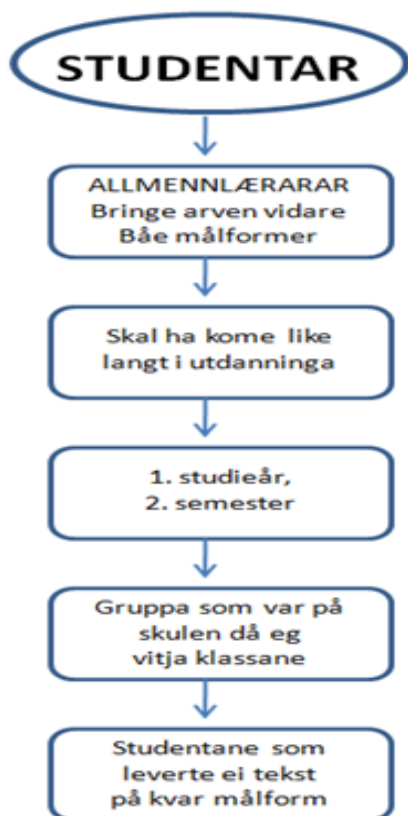 STUDENTAR
ALLMENNLÆRARAR
Bringe arven vidare
Båe målformer
Skal ha kome like
langt i utdanninga
1. studieår,
2. semester
Gruppa som var på
skulen då eg
vitja klassane
Studentane som
leverte ei tekst
på kvar målform